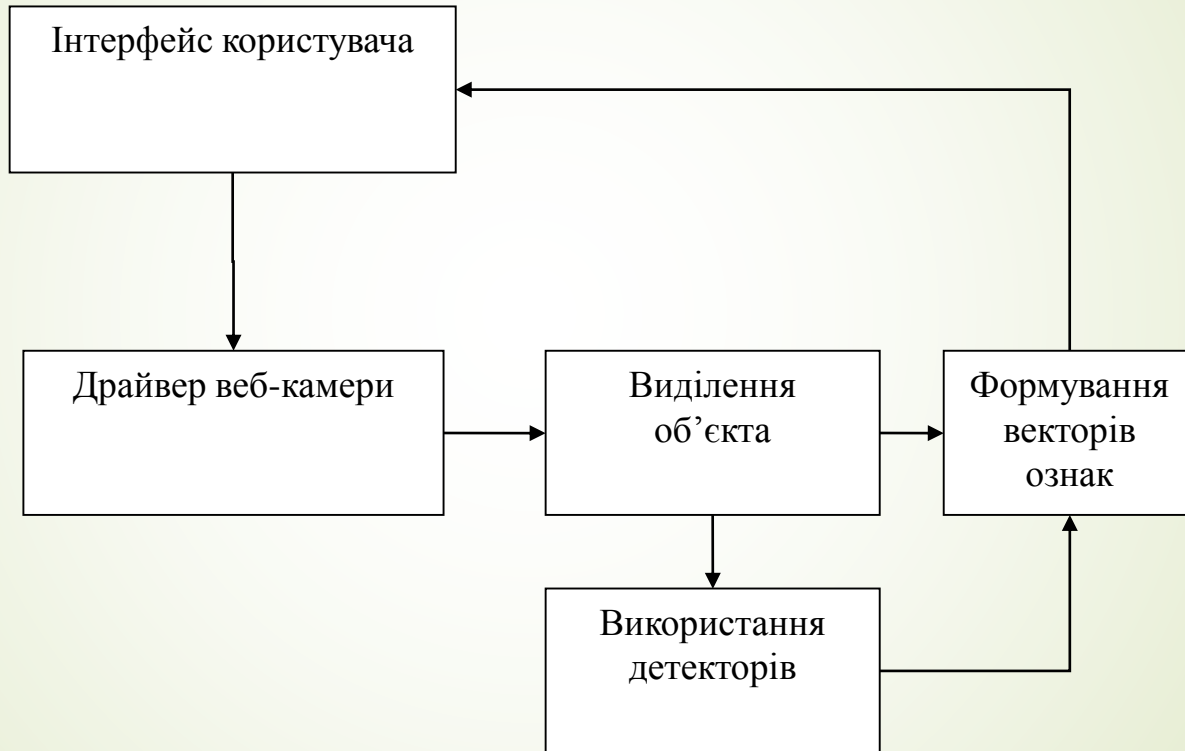 Інтерфейс користувача
Драйвер веб-камери
Виділення
об’єкта
Формування
векторів
ознак
Використання
детекторів